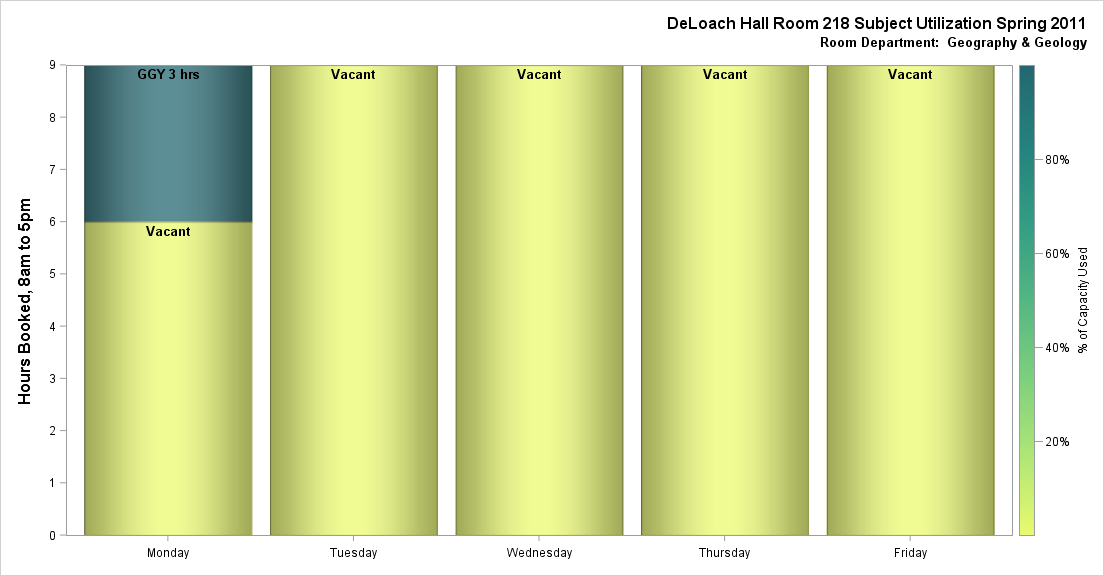 DeLoach Hall Room 218 Subject Utilization Spring 2011
Room Department: Geography & Geology
Hours Booked, 8am to 5pm
9
8
7
6
5
4
3
2
1
0
GGY 3 hrs
Vacant
Vacant
Vacant
Vacant
Vacant
Monday
Tuesday
Wednesday
Thursday
Friday
80%
60%
40%
20%
% of Capacity Used